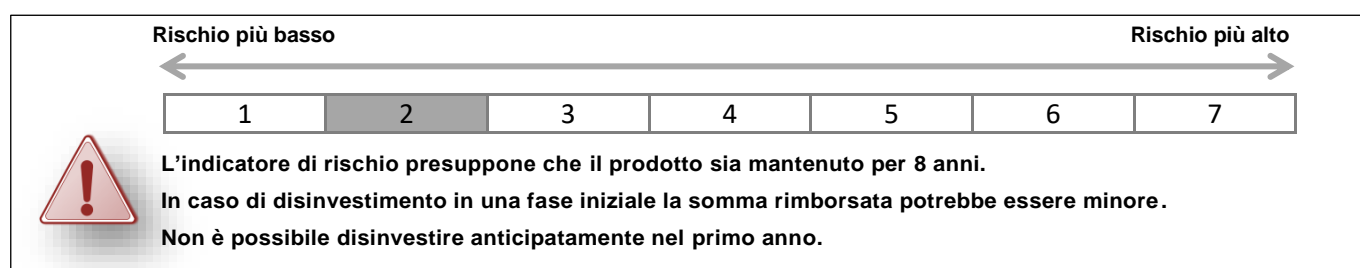 Rischio più basso Rischio più alto
1 2 3 4 5 6 7
L'indicatore di rischio presuppone che il prodotto sia mantenuto per 8 anni.
In caso di disinvestimento in una fase iniziale la somma rimborsata potrebbe essere minore.
Non è possibile disinvestire anticipatamente nel primo anno.